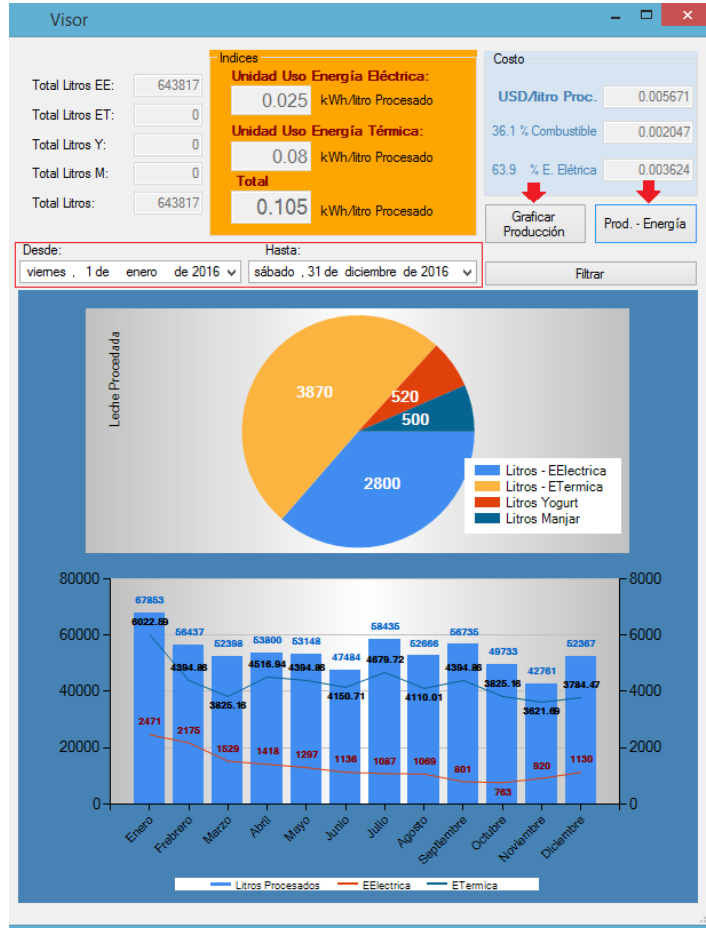 Visor
Total Litros EE: 643817
Total Litros ET: 0
Total Litros Y: 0
Total Litros M: 0
Total Litros: 643817
Indices
Unidad Uso Energía Eléctrica:
0.025 kWh/litro Procesado
Unidad Uso Energía Térmica:
0.08 kWh/litro Procesado
Total
0.105 kWh/litro Procesado
Costo
USD/litro Proc. 0.005671
36.1 % Combustible 0.002047
63.9 % E. Elétrica 0.003624
Graficar
Producción
Prod. - Energía
Desde: Hasta:
viernes , 1 de enero de 2016 sábado , 31 de diciembre de 2016
Filtrar
Leche Procedada
3870
520
500
2800
Litros - EElectrica
Litros - ETermica
Litros Yogurt
Litros Manjar
80000
60000
40000
20000
0
8000
6000
4000
2000
0
67853 56437 52398 53800 53148 47484 58435 52666 56735 49733 42761 52367
6022.59 4394.86 3825.16 4516.94 4394.86 4150.71 4679.72 4110.01 4394.86 3825.16 3621.69 3784.47
2471 2175 1529 1418 1297 1136 1087 1069 801 763 920 1130
Enero Frebrero Marzo Abril Mayo Junio Julio Agosto Septiembre Octubre Noviembre Diciembre
Litros Procesados EElectrica ETermica